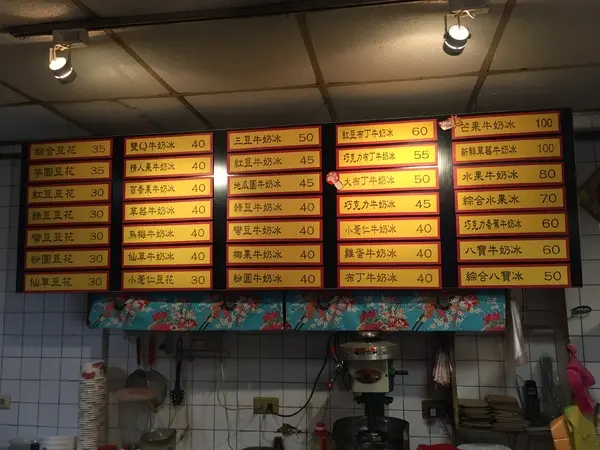 綜合豆花 35
芋圓豆花 35
紅豆豆花 30
綠豆豆花 30
彎豆豆花 30
粉圓豆花 30
仙草豆花 30
雙Q牛奶冰 40
情人果牛奶冰 40
百香果牛奶冰 40
草莓牛奶冰 40
烏梅牛奶冰 40
仙草牛奶冰 40
小薏仁豆花 30
三豆牛奶冰 50
紅豆牛奶冰 45
地瓜圓牛奶冰 45
綠豆牛奶冰 40
彎豆牛奶冰 40
梅果牛奶冰 40
粉圓牛奶冰 40
紅豆布丁牛奶冰 60
巧克力布丁牛奶冰 55
大布丁牛奶冰 50
巧克力牛奶冰 45
小薏仁牛奶冰 40
雞蛋牛奶冰 40
布丁牛奶冰 40
芒果牛奶冰 100
新鮮草莓牛奶冰 100
水果牛奶冰 80
綜合水果冰 70
巧克力香蕉牛奶冰 60
八寶牛奶冰 60
綜合八寶冰 50